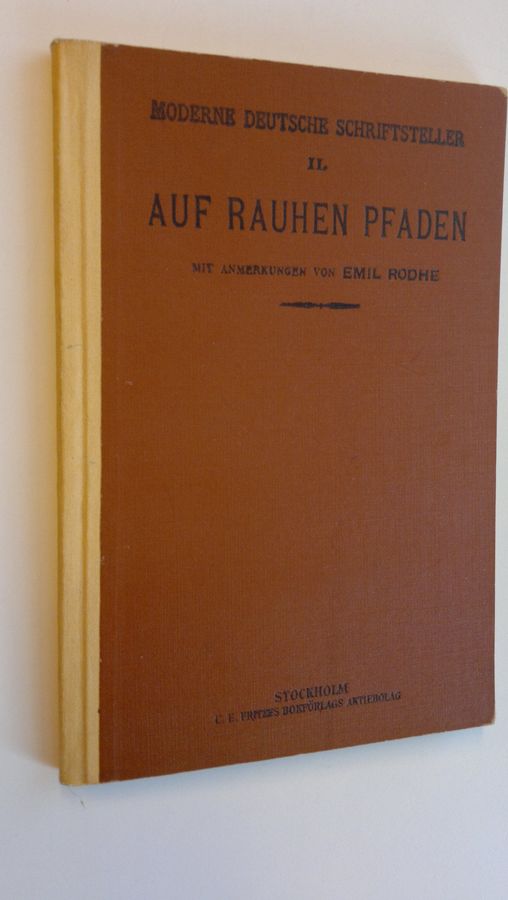 MODERNE DEUTSCHE SCHRIFTSTELLER
II.
AUF RAUHEN PFADEN
MIT ANMERKUNGEN VON EMIL RODHE
STOCKHOLM
C. E. FRITZES BOKFÖRLAGS AKTIEBOLAG